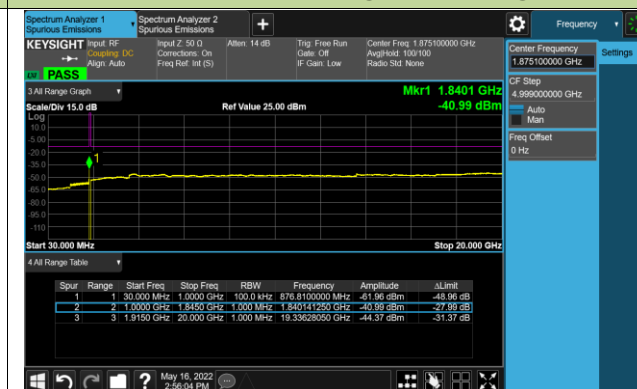 Spectrum Analyzer 1
Spurious Emissions
Spectrum Analyzer 2
Spurious Emissions
Frequency
KEYSIGHT
Input: RF
Coupling: DC
Align: Auto
Input Z: 50 Ω
Corrections: On
Freq Ref: Int (S)
Atten: 14 dB
Trig: Free Run
Gate: Off
IF Gain: Low
Center Freq: 1.875100000 GHz
Avg|Hold: 100/100
Radio Std: None
PASS
Center Frequency
1.875100000 GHz
Settings
CF Step
4.999000000 GHz
Auto
Man
Freq Offset
0 Hz
3 All Range Graph
Mkr1 1.8401 GHz
-40.99 dBm
Scale/Div 15.0 dB
Ref Value 25.00 dBm
Log
10.0
-5.00
-20.0
-35.0
-50.0
-65.0
-80.0
-95.0
-110
1
Start 30.000 MHz
Stop 20.000 GHz
4 All Range Table
Spur Range Start Freq Stop Freq RBW Frequency Amplitude ΔLimit
1 1 30.000 MHz 1.0000 GHz 100.0 kHz 876.8100000 MHz -61.96 dBm -48.96 dB
2 2 1.0000 GHz 1.8450 GHz 1.000 MHz 1.840141250 GHz -40.99 dBm -27.99 dB
3 3 1.9150 GHz 20.000 GHz 1.000 MHz 19.33628050 GHz -44.37 dBm -31.37 dB
?
May 16, 2022
2:56:04 PM